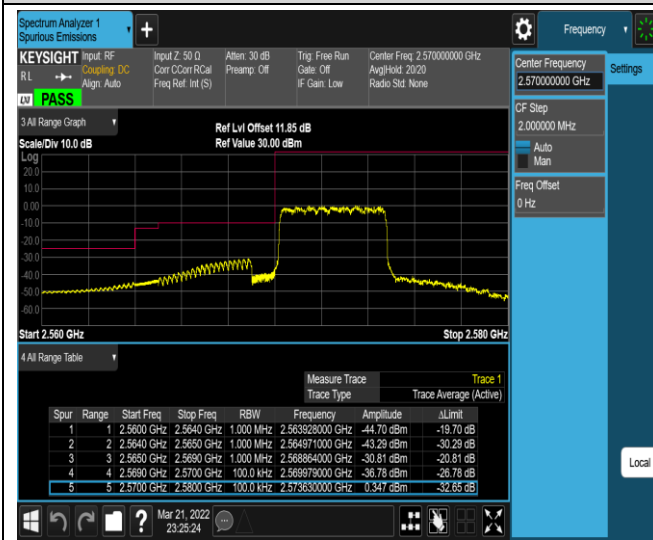 Spectrum Analyzer 1
Spurious Emissions
Frequency
KEYSIGHT
Input: RF
Coupling: DC
Align: Auto
Input Z: 50 Ω
Corr CCorr RCal
Freq Ref: Int (S)
Atten: 30 dB
Preamp: Off
Trig: Free Run
Gate: Off
IF Gain: Low
Center Freq: 2.570000000 GHz
Avg|Hold: 20/20
Radio Std: None
R L
LXI PASS
Center Frequency
2.570000000 GHz
Settings
CF Step
2.000000 MHz
Auto
Man
Freq Offset
0 Hz
Local
3 All Range Graph
Scale/Div 10.0 dB
Ref Lvl Offset 11.85 dB
Ref Value 30.00 dBm
Log
20.0
10.0
0.00
-10.0
-20.0
-30.0
-40.0
-50.0
-60.0
Start 2.560 GHz
Stop 2.580 GHz
4 All Range Table
Measure Trace Trace 1
Trace Type Trace Average (Active)
Spur Range Start Freq Stop Freq RBW Frequency Amplitude ΔLimit
1 1 2.5600 GHz 2.5640 GHz 1.000 MHz 2.563928000 GHz -44.70 dBm -19.70 dB
2 2 2.5640 GHz 2.5650 GHz 1.000 MHz 2.564971000 GHz -43.29 dBm -30.29 dB
3 3 2.5650 GHz 2.5690 GHz 1.000 MHz 2.568864000 GHz -30.81 dBm -20.81 dB
4 4 2.5690 GHz 2.5700 GHz 100.0 kHz 2.569979000 GHz -36.78 dBm -26.78 dB
5 5 2.5700 GHz 2.5800 GHz 100.0 kHz 2.573630000 GHz 0.347 dBm -32.65 dB
Mar 21, 2022
23:25:24